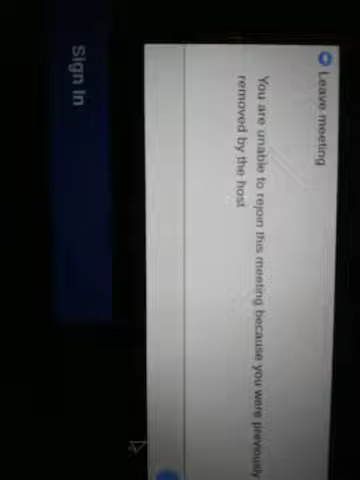 Leave meeting
You are unable to rejoin this meeting because you were previously
removed by the host
Sign In